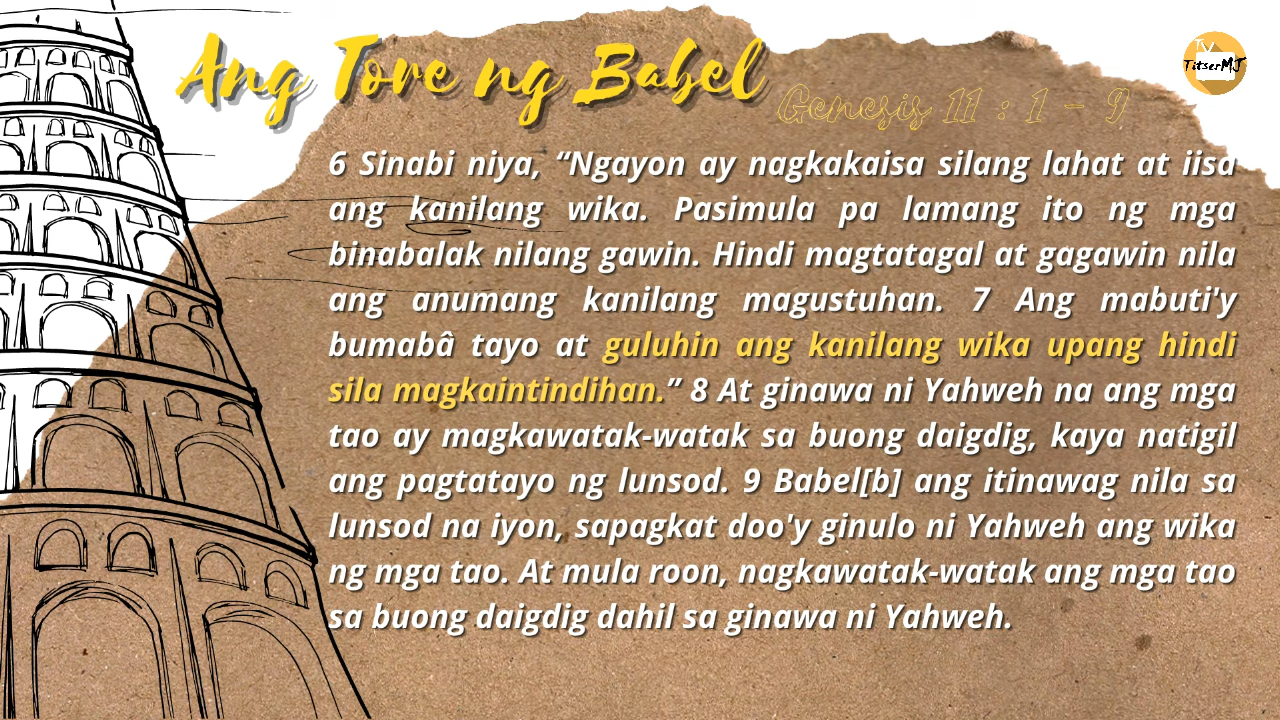 Ang Tore ng Babel
Genesis 11 : 1 - 9
TV
TitserMJ
6 Sinabi niya, “Ngayon ay nagkakaisa silang lahat at iisa
ang kanilang wika. Pasimula pa lamang ito ng mga
binabalak nilang gawin. Hindi magtatagal at gagawin nila
ang anumang kanilang magustuhan. 7 Ang mabuti'y
bumabâ tayo at guluhin ang kanilang wika upang hindi
sila magkaintindihan.” 8 At ginawa ni Yahweh na ang mga
tao ay magkawatak-watak sa buong daigdig, kaya natigil
ang pagtatayo ng lunsod. 9 Babel[b] ang itinawag nila sa
lunsod na iyon, sapagkat doo'y ginulo ni Yahweh ang wika
ng mga tao. At mula roon, nagkawatak-watak ang mga tao
sa buong daigdig dahil sa ginawa ni Yahweh.